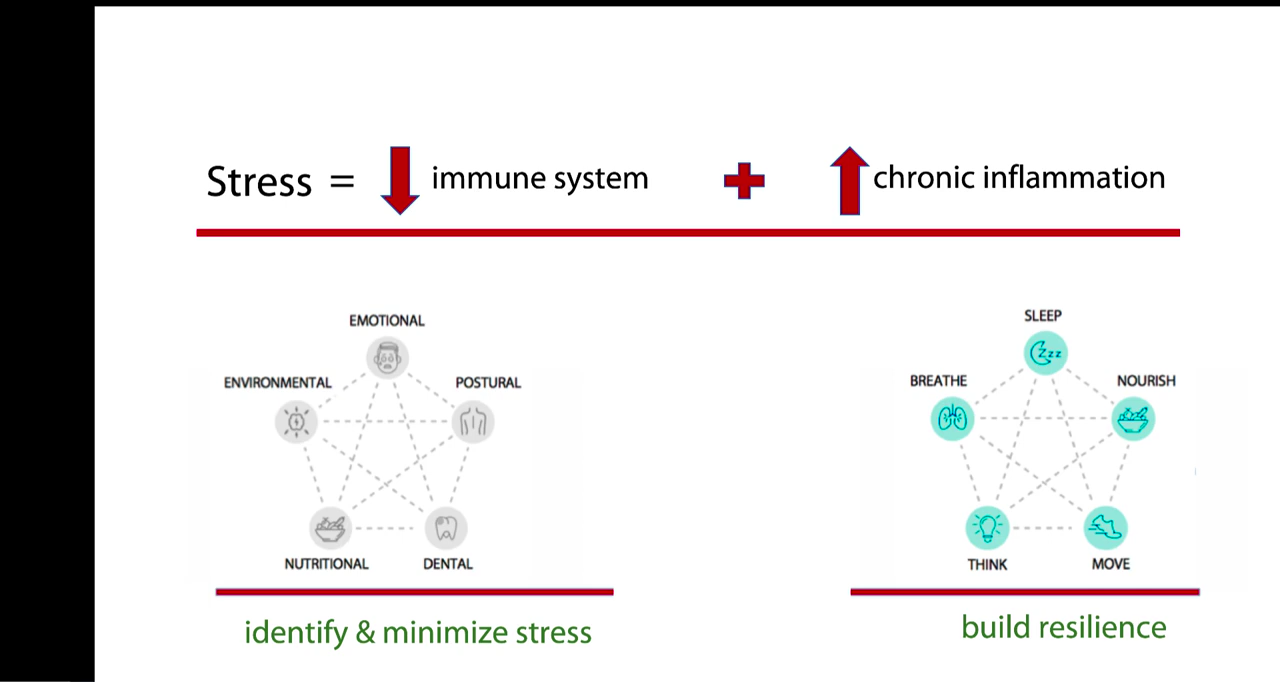 Stress = immune system chronic inflammation
EMOTIONAL
ENVIRONMENTAL
POSTURAL
NUTRITIONAL
DENTAL
identify & minimize stress
SLEEP
Zzz
BREATHE
NOURISH
THINK
MOVE
build resilience